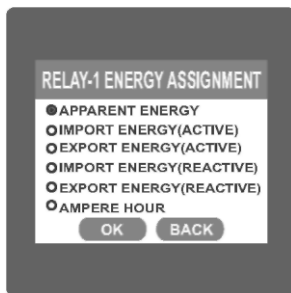 RELAY-1 ENERGY ASSIGNMENT
APPARENT ENERGY
IMPORT ENERGY(ACTIVE)
EXPORT ENERGY(ACTIVE)
IMPORT ENERGY(REACTIVE)
EXPORT ENERGY(REACTIVE)
AMPERE HOUR
OK BACK